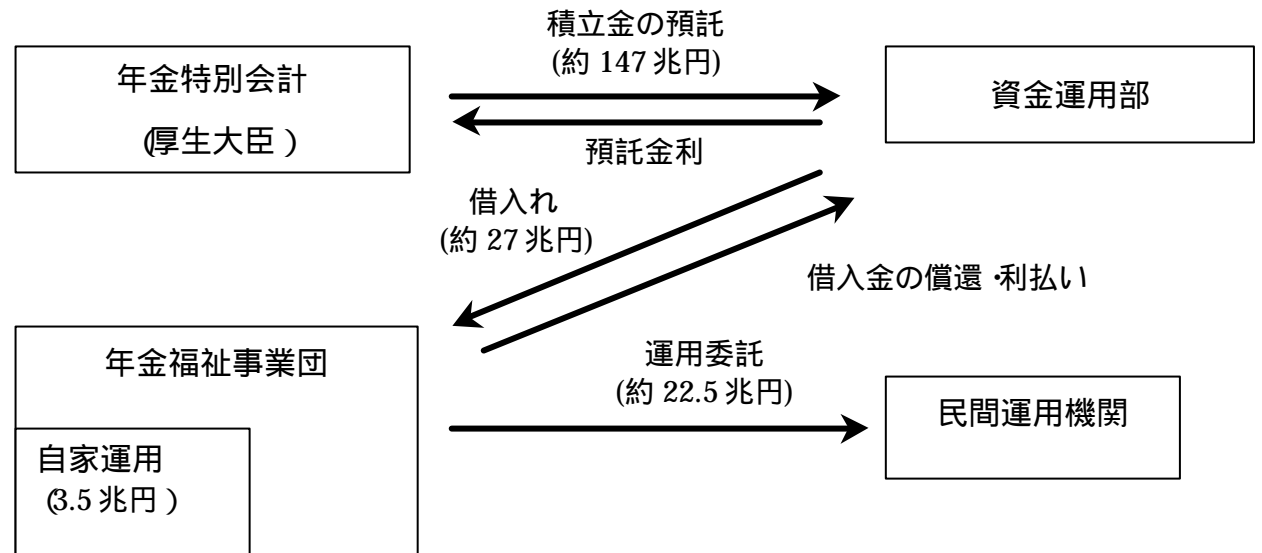 積立金の預託
(約 147 兆円)
年金特別会計
(厚生大臣 )
資金運用部
預託金利
借入れ
(約 27 兆円)
借入金の償還・利払い
年金福祉事業団
運用委託
(約 22.5 兆円)
民間運用機関
自家運用
(3.5 兆円 )